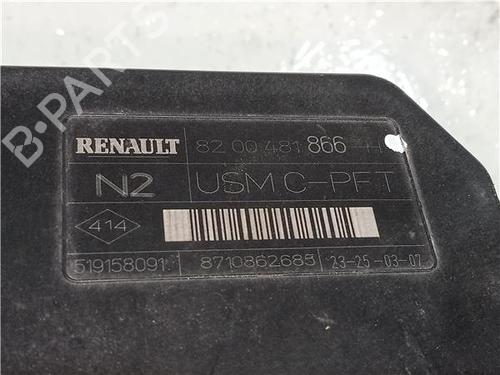 B-PARTS
RENAULT 82 00 481 866 -H
N2 USM C-PFT
414
519158091 8710862685 23-25-03-07